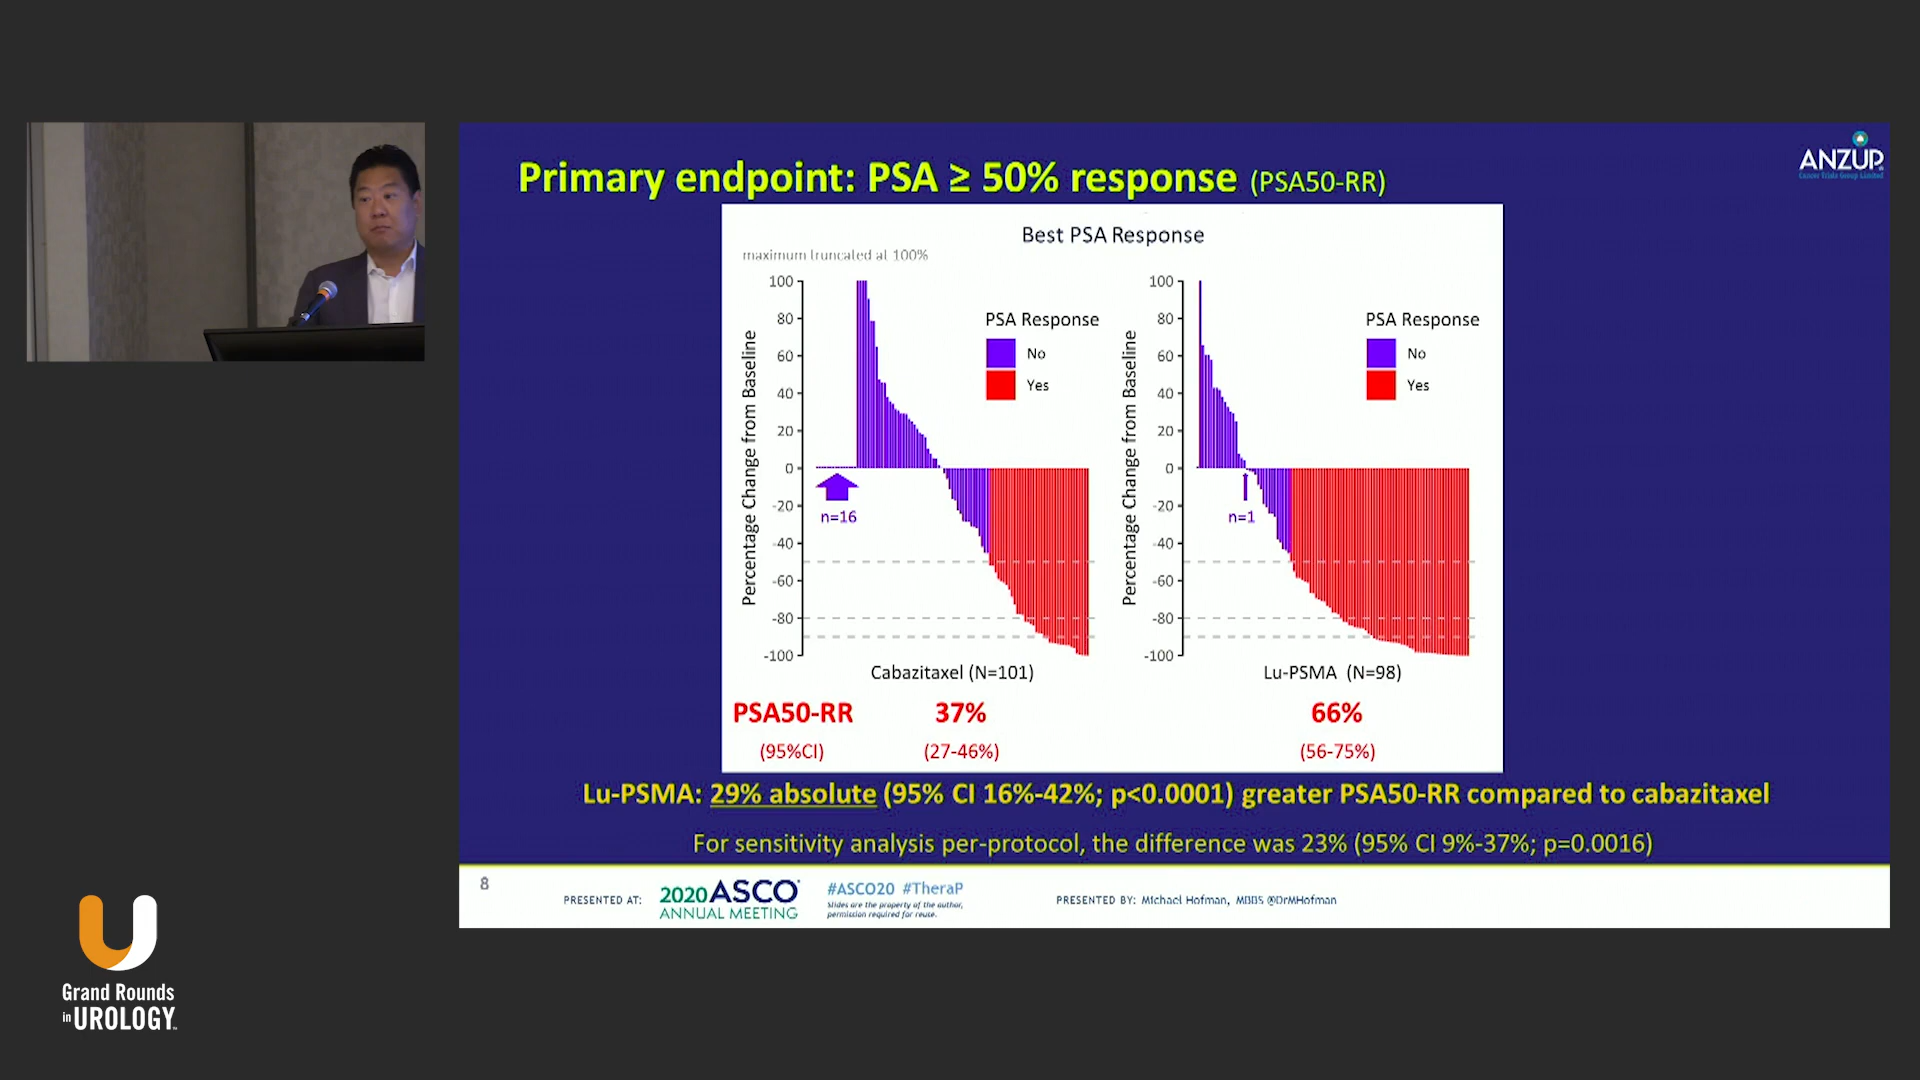 Primary endpoint: PSA ≥ 50% response (PSA50-RR)
ANZUP
Cancer Trials Group Limited
Best PSA Response
maximum truncated at 100%
Percentage Change from Baseline
100
80
60
40
20
0
-20
-40
-60
-80
-100
PSA Response
No
Yes
n=16
Cabazitaxel (N=101)
Percentage Change from Baseline
100
80
60
40
20
0
-20
-40
-60
-80
-100
PSA Response
No
Yes
n=1
Lu-PSMA (N=98)
PSA50-RR 37% 66%
(95%CI) (27-46%) (56-75%)
Lu-PSMA: 29% absolute (95% CI 16%-42%; p<0.0001) greater PSA50-RR compared to cabazitaxel
For sensitivity analysis per-protocol, the difference was 23% (95% CI 9%-37%; p=0.0016)
8
PRESENTED AT:
2020 ASCO
ANNUAL MEETING
#ASCO20 #TheraP
Slides are the property of the author,
permission required for reuse.
PRESENTED BY: Michael Hofman, MBBS @DrMHofman
Grand Rounds
in UROLOGY